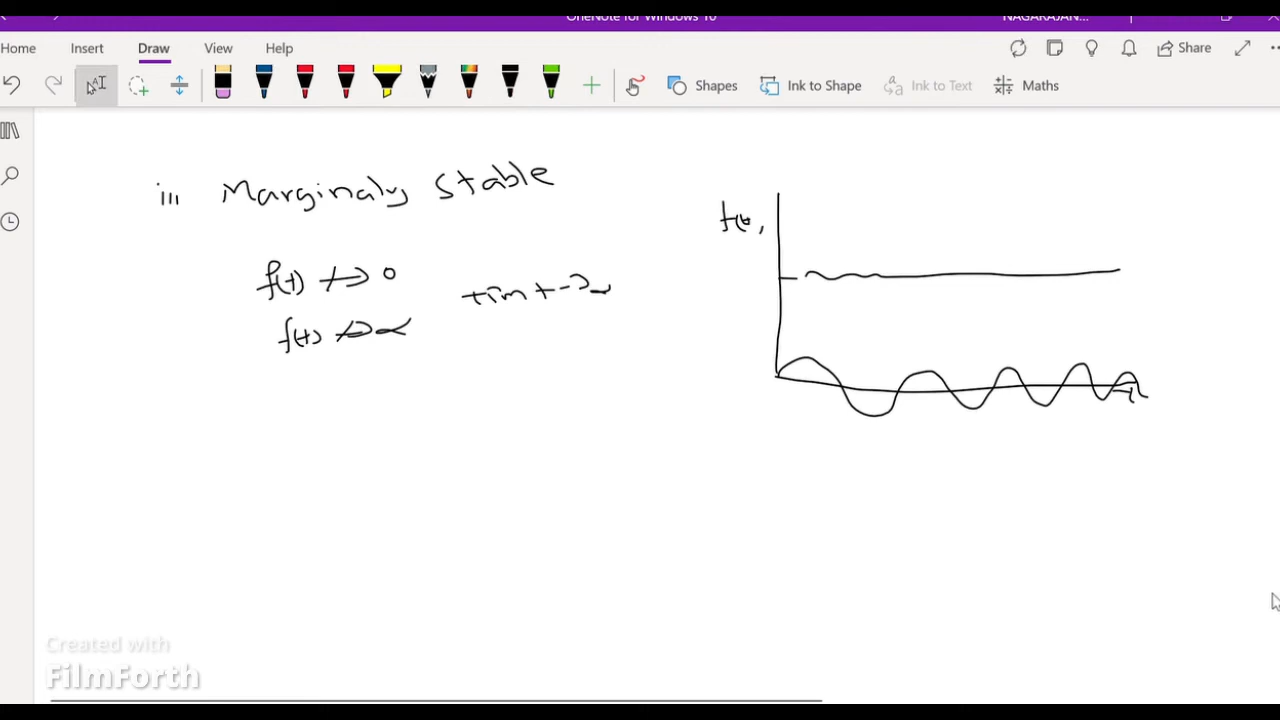 OneNote for Windows 10 NAGARAJAN...
Home Insert Draw View Help Share
Shapes Ink to Shape Ink to Text Maths
iii Marginaly Stable
f(t) ↛ 0
f(t) ↛ ∝
time t → ∞
f(t)
Created with
FilmForth